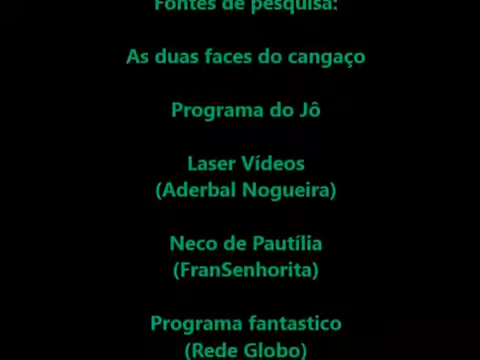 Fontes de pesquisa:
As duas faces do cangaço
Programa do Jô
Laser Vídeos
(Aderbal Nogueira)
Neco de Pautília
(FranSenhorita)
Programa fantastico
(Rede Globo)